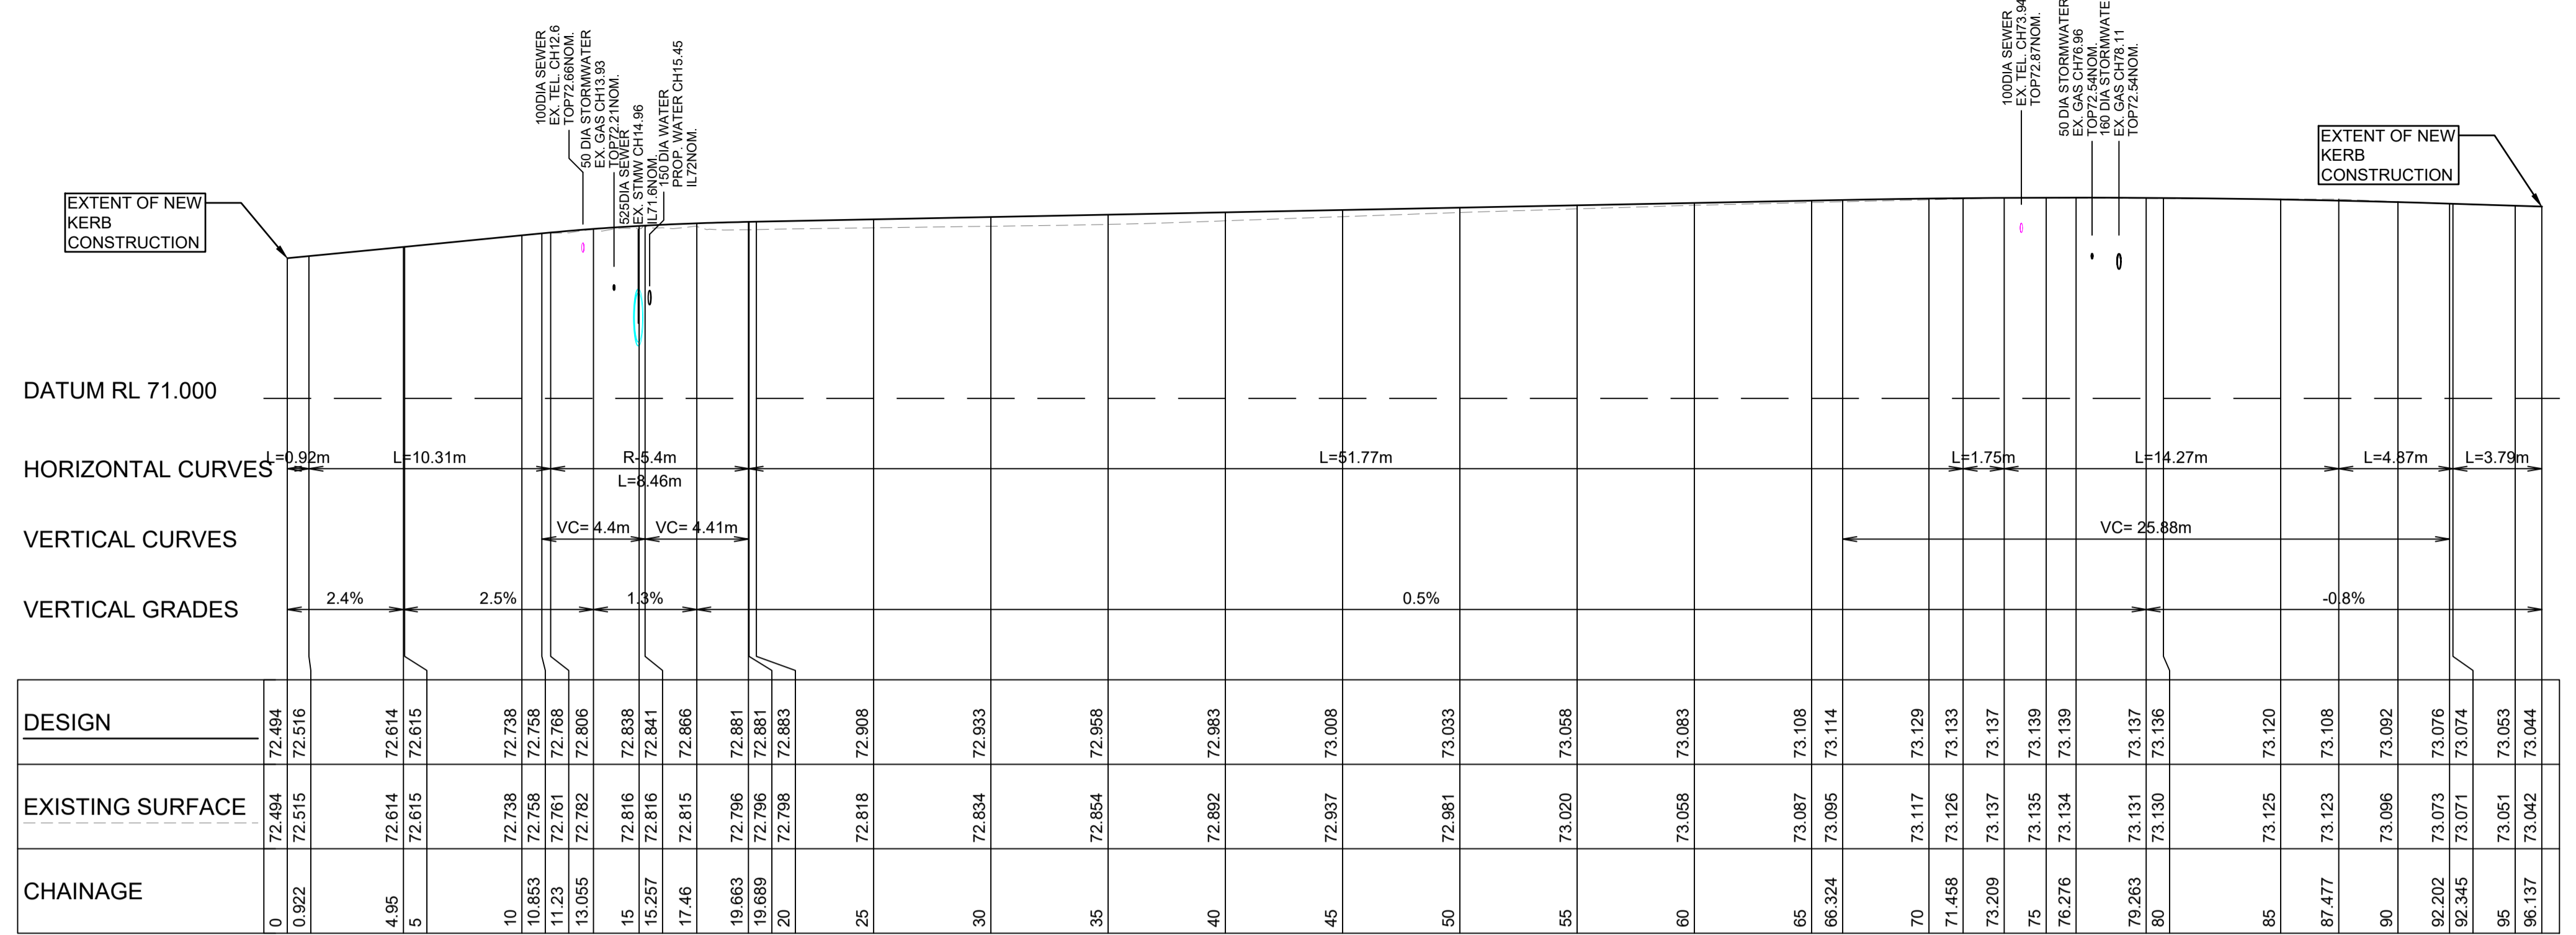 100DIA SEWER
EX. TEL. CH12.6
TOP72.66NOM.
50 DIA STORMWATER
EX. GAS CH13.93
TOP72.21NOM.
525DIA SEWER
EX. STMW CH14.96
IL71.6NOM.
150 DIA WATER
PROP. WATER CH15.45
IL72NOM.
100DIA SEWER
EX. TEL. CH73.94
TOP72.87NOM.
50 DIA STORMWATER
EX. GAS CH76.96
TOP72.54NOM.
160 DIA STORMWATE
EX. GAS CH78.11
TOP72.54NOM.
EXTENT OF NEW
KERB
CONSTRUCTION
EXTENT OF NEW
KERB
CONSTRUCTION
DATUM RL 71.000
HORIZONTAL CURVES L=0.92m L=10.31m R-5.4m L=51.77m L=1.75m L=14.27m L=4.87m L=3.79m
L=8.46m
VERTICAL CURVES VC= 4.4m VC= 4.41m VC= 25.88m
VERTICAL GRADES 2.4% 2.5% 1.3% 0.5% -0.8%
DESIGN 72.494 72.516 72.614 72.615 72.738 72.758 72.768 72.806 72.838 72.841 72.866 72.881 72.881 72.883 72.908 72.933 72.958 72.983 73.008 73.033 73.058 73.083 73.108 73.114 73.129 73.133 73.137 73.139 73.139 73.137 73.136 73.120 73.108 73.092 73.076 73.074 73.053 73.044
EXISTING SURFACE 72.494 72.515 72.614 72.615 72.738 72.758 72.761 72.782 72.816 72.816 72.815 72.796 72.796 72.798 72.818 72.834 72.854 72.892 72.937 72.981 73.020 73.058 73.087 73.095 73.117 73.126 73.137 73.135 73.134 73.131 73.130 73.125 73.123 73.096 73.073 73.071 73.051 73.042
CHAINAGE 0 0.922 4.95 5 10 10.853 11.23 13.055 15 15.257 17.46 19.663 19.689 20 25 30 35 40 45 50 55 60 65 66.324 70 71.458 73.209 75 76.276 79.263 80 85 87.477 90 92.202 92.345 95 96.137